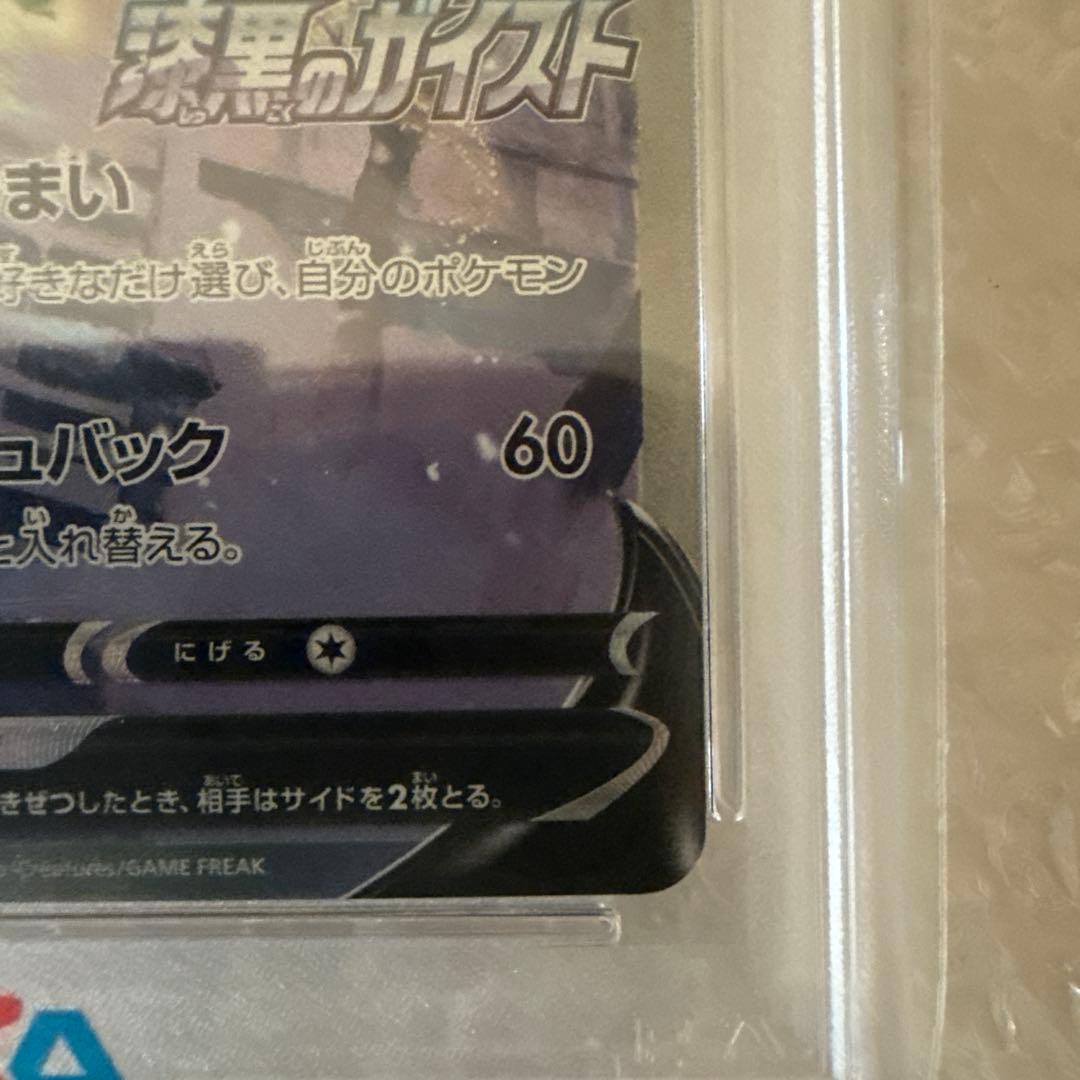 漆黒のガイスト
まい
好きなだけ選び、自分のポケモン
ュバック 60
と入れ替える。
にげる
きぜつしたとき、相手はサイドを2枚とる。
Creatures/GAME FREAK
A